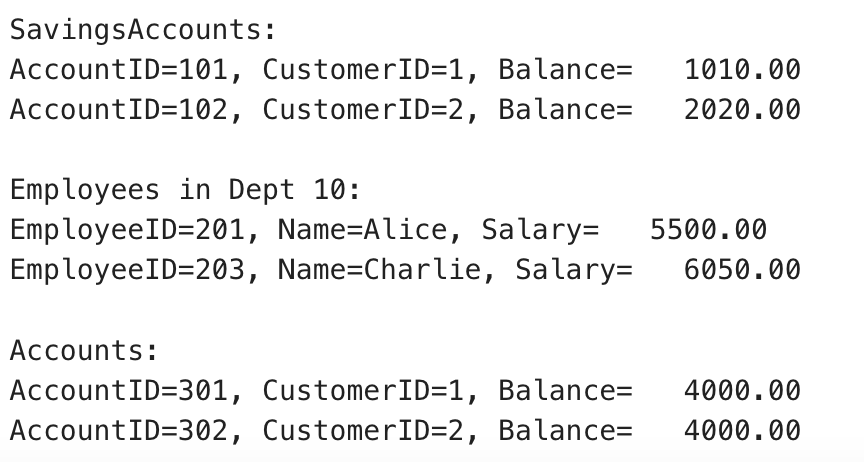 SavingsAccounts:
AccountID=101, CustomerID=1, Balance=   1010.00
AccountID=102, CustomerID=2, Balance=   2020.00

Employees in Dept 10:
EmployeeID=201, Name=Alice, Salary=   5500.00
EmployeeID=203, Name=Charlie, Salary=   6050.00

Accounts:
AccountID=301, CustomerID=1, Balance=   4000.00
AccountID=302, CustomerID=2, Balance=   4000.00